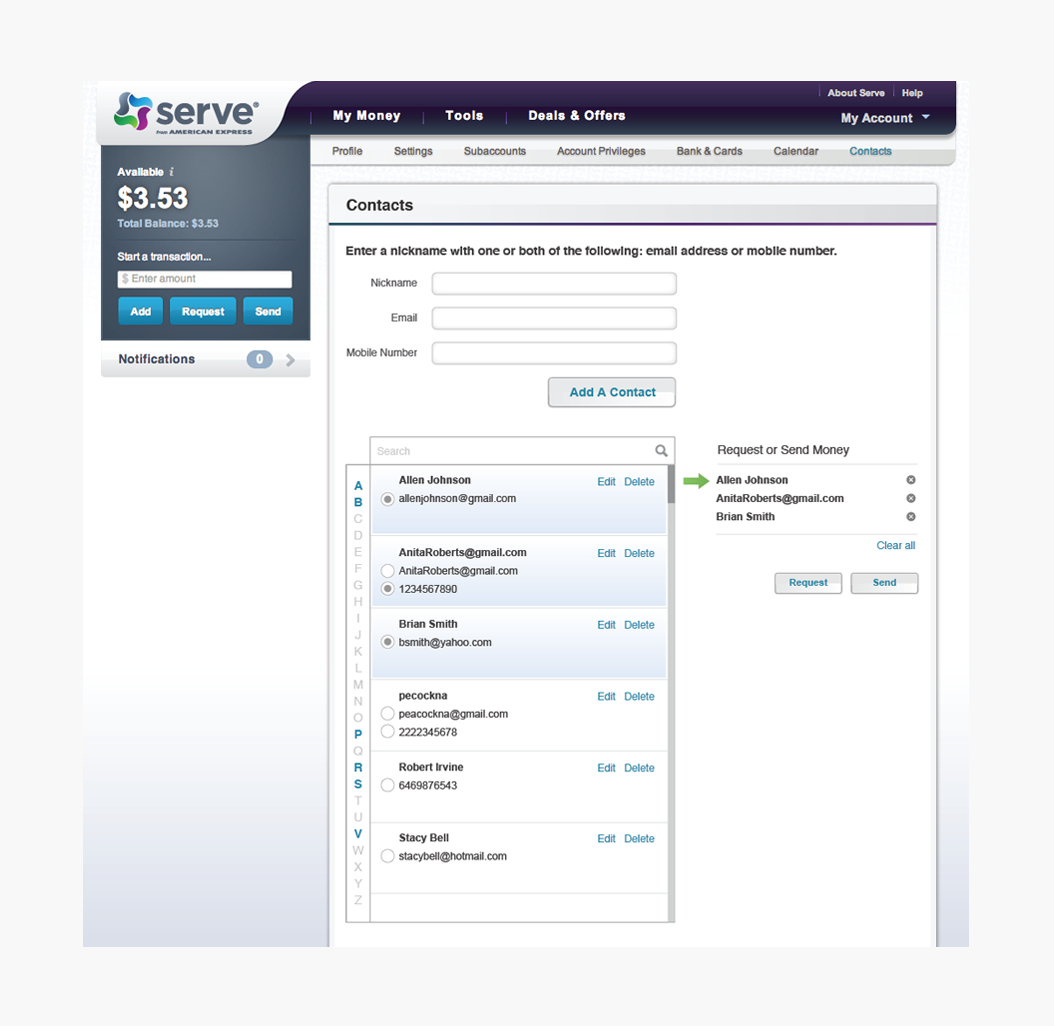 serve®
from AMERICAN EXPRESS
About Serve Help
My Money Tools Deals & Offers My Account
Profile Settings Subaccounts Account Privileges Bank & Cards Calendar Contacts
Available i
$3.53
Total Balance: $3.53
Start a transaction...
$ Enter amount
Add Request Send
Notifications 0
Contacts
Enter a nickname with one or both of the following: email address or mobile number.
Nickname
Email
Mobile Number
Add A Contact
Search
A
B
C
D
E
F
G
H
I
J
K
L
M
N
O
P
Q
R
S
T
U
V
W
X
Y
Z
Allen Johnson Edit Delete
allenjohnson@gmail.com
AnitaRoberts@gmail.com Edit Delete
AnitaRoberts@gmail.com
1234567890
Brian Smith Edit Delete
bsmith@yahoo.com
pecockna Edit Delete
peacockna@gmail.com
2222345678
Robert Irvine Edit Delete
6469876543
Stacy Bell Edit Delete
stacybell@hotmail.com
Request or Send Money
Allen Johnson
AnitaRoberts@gmail.com
Brian Smith
Clear all
Request Send